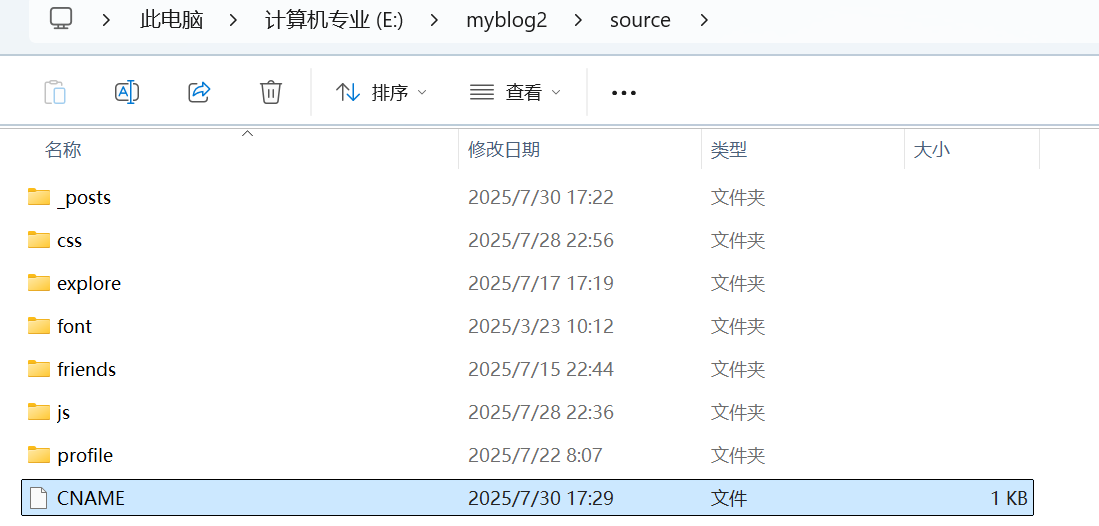 此电脑 > 计算机专业 (E:) > myblog2 > source >
排序 查看
名称 修改日期 类型 大小
_posts 2025/7/30 17:22 文件夹
css 2025/7/28 22:56 文件夹
explore 2025/7/17 17:19 文件夹
font 2025/3/23 10:12 文件夹
friends 2025/7/15 22:44 文件夹
js 2025/7/28 22:36 文件夹
profile 2025/7/22 8:07 文件夹
CNAME 2025/7/30 17:29 文件 1 KB